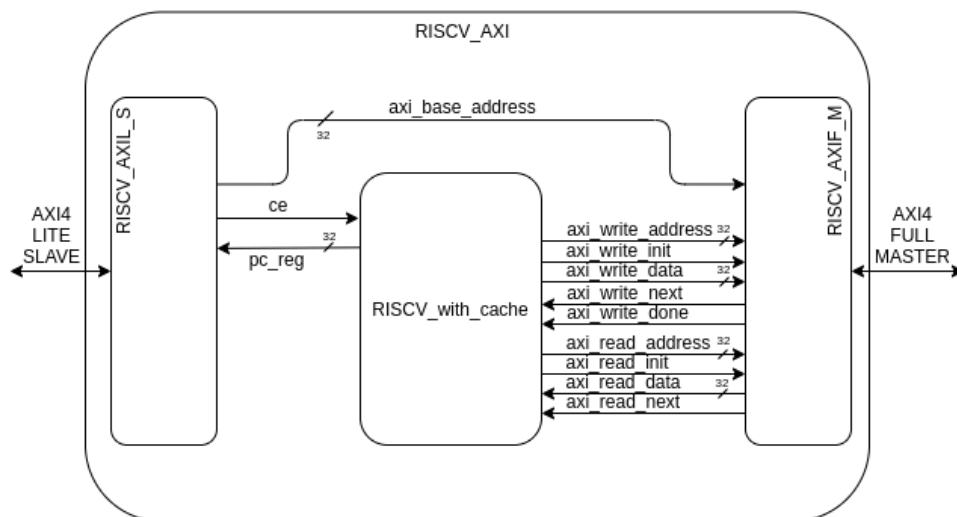 RISCV_AXI
RISCV_AXIL_S
axi_base_address
32
RISCV_AXIF_M
AXI4
LITE
SLAVE
ce
32
pc_reg
RISCV_with_cache
axi_write_address 32
axi_write_init
axi_write_data 32
axi_write_next
axi_write_done
axi_read_address 32
axi_read_init
axi_read_data 32
axi_read_next
AXI4
FULL
MASTER